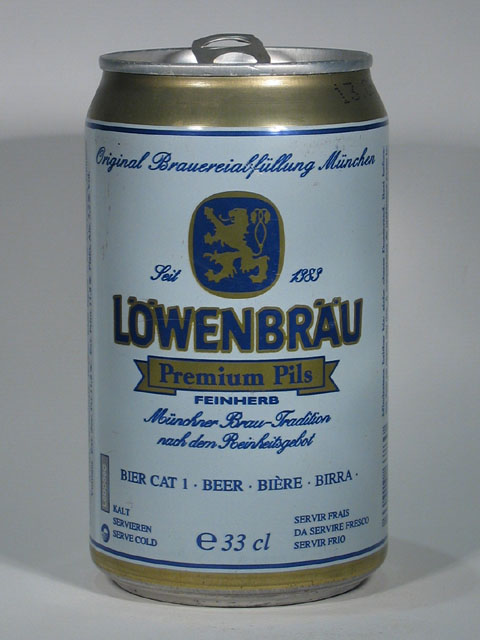 Original Brauereiabfüllung München
Seit 1383
LÖWENBRÄU
Premium Pils
FEINHERB
Münchner Brau-Tradition
nach dem Reinheitsgebot
BIER CAT 1 · BEER · BIÈRE · BIRRA ·
KALT
SERVIEREN
SERVE COLD
e 33 cl
SERVIR FRAIS
DA SERVIRE FRESCO
SERVIR FRIO